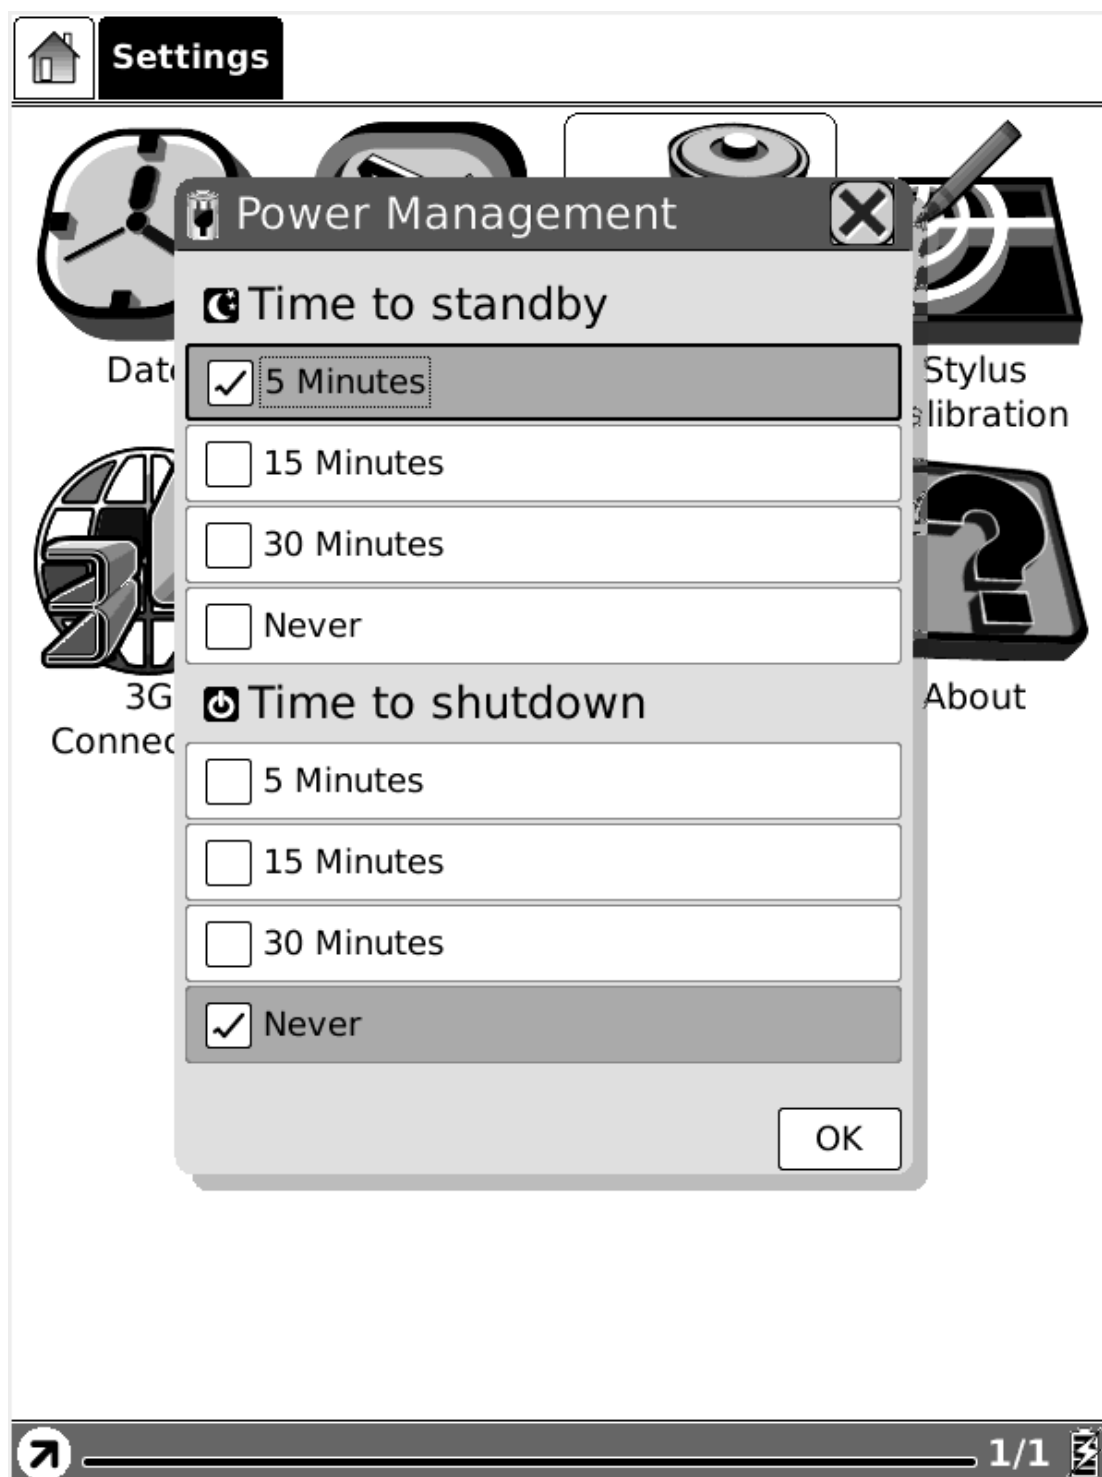 Settings
Power Management
Time to standby
5 Minutes
15 Minutes
30 Minutes
Never
Time to shutdown
5 Minutes
15 Minutes
30 Minutes
Never
OK
Stylus
libration
3G
About
1/1